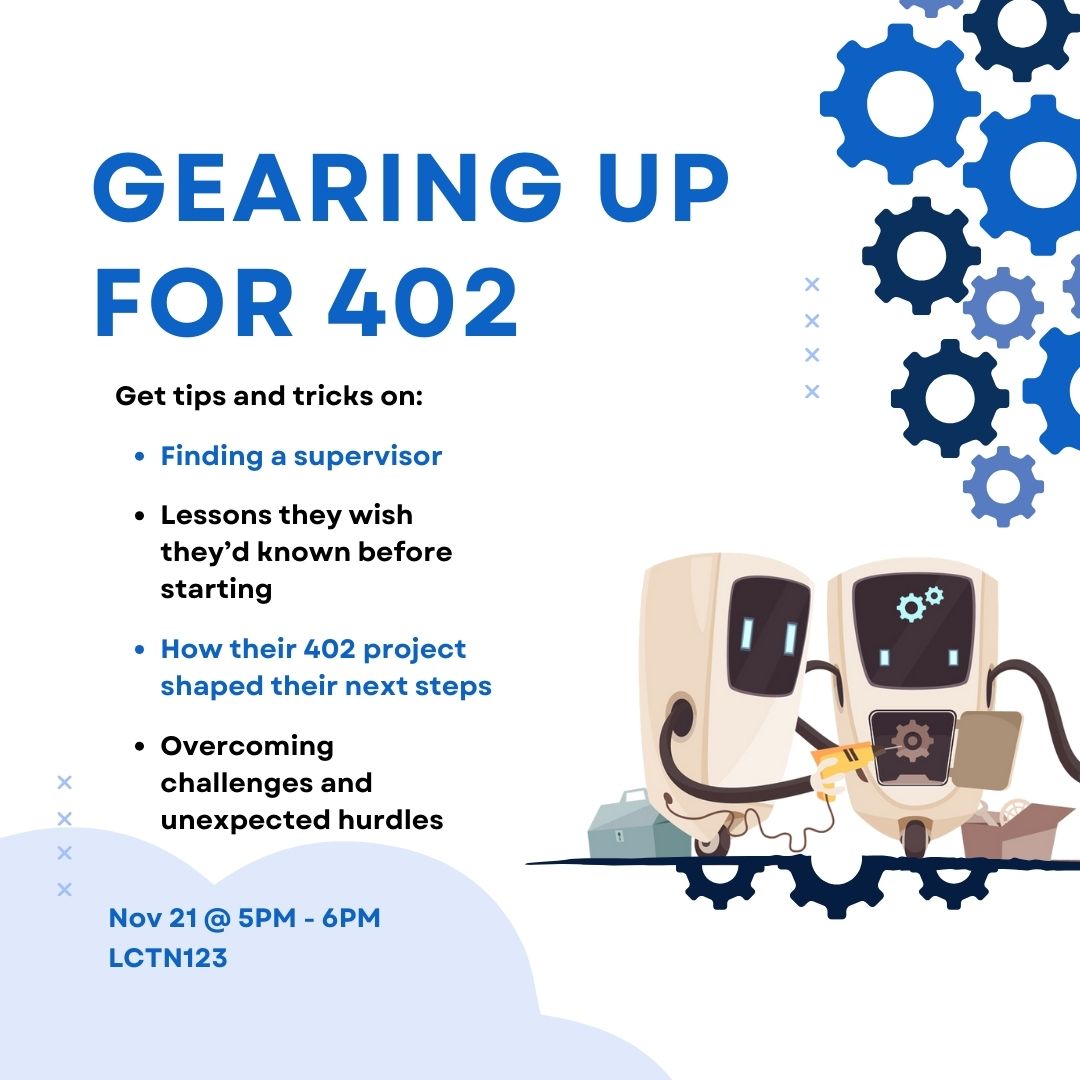 GEARING UP
FOR 402
Get tips and tricks on:
• Finding a supervisor
• Lessons they wish
they’d known before
starting
• How their 402 project
shaped their next steps
• Overcoming
challenges and
unexpected hurdles
Nov 21 @ 5PM - 6PM
LCTN123